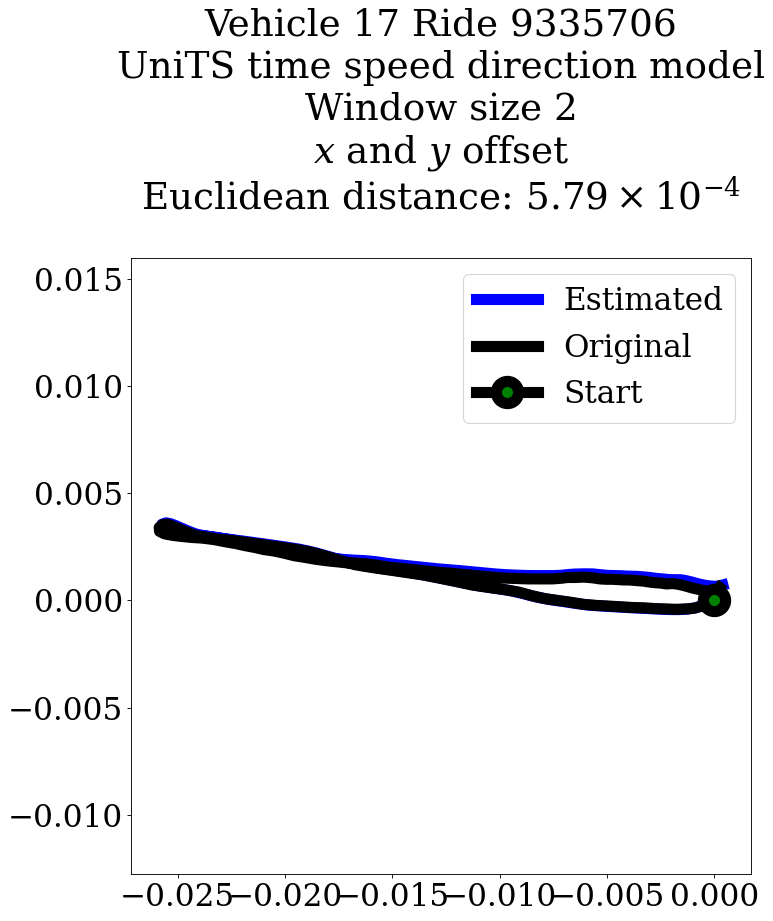 Vehicle 17 Ride 9335706
UniTS time speed direction model
Window size 2
x and y offset
Euclidean distance: 5.79 × 10⁻⁴
Estimated
Original
Start
0.015
0.010
0.005
0.000
−0.005
−0.010
−0.025 −0.020 −0.015 −0.010 −0.005 0.000